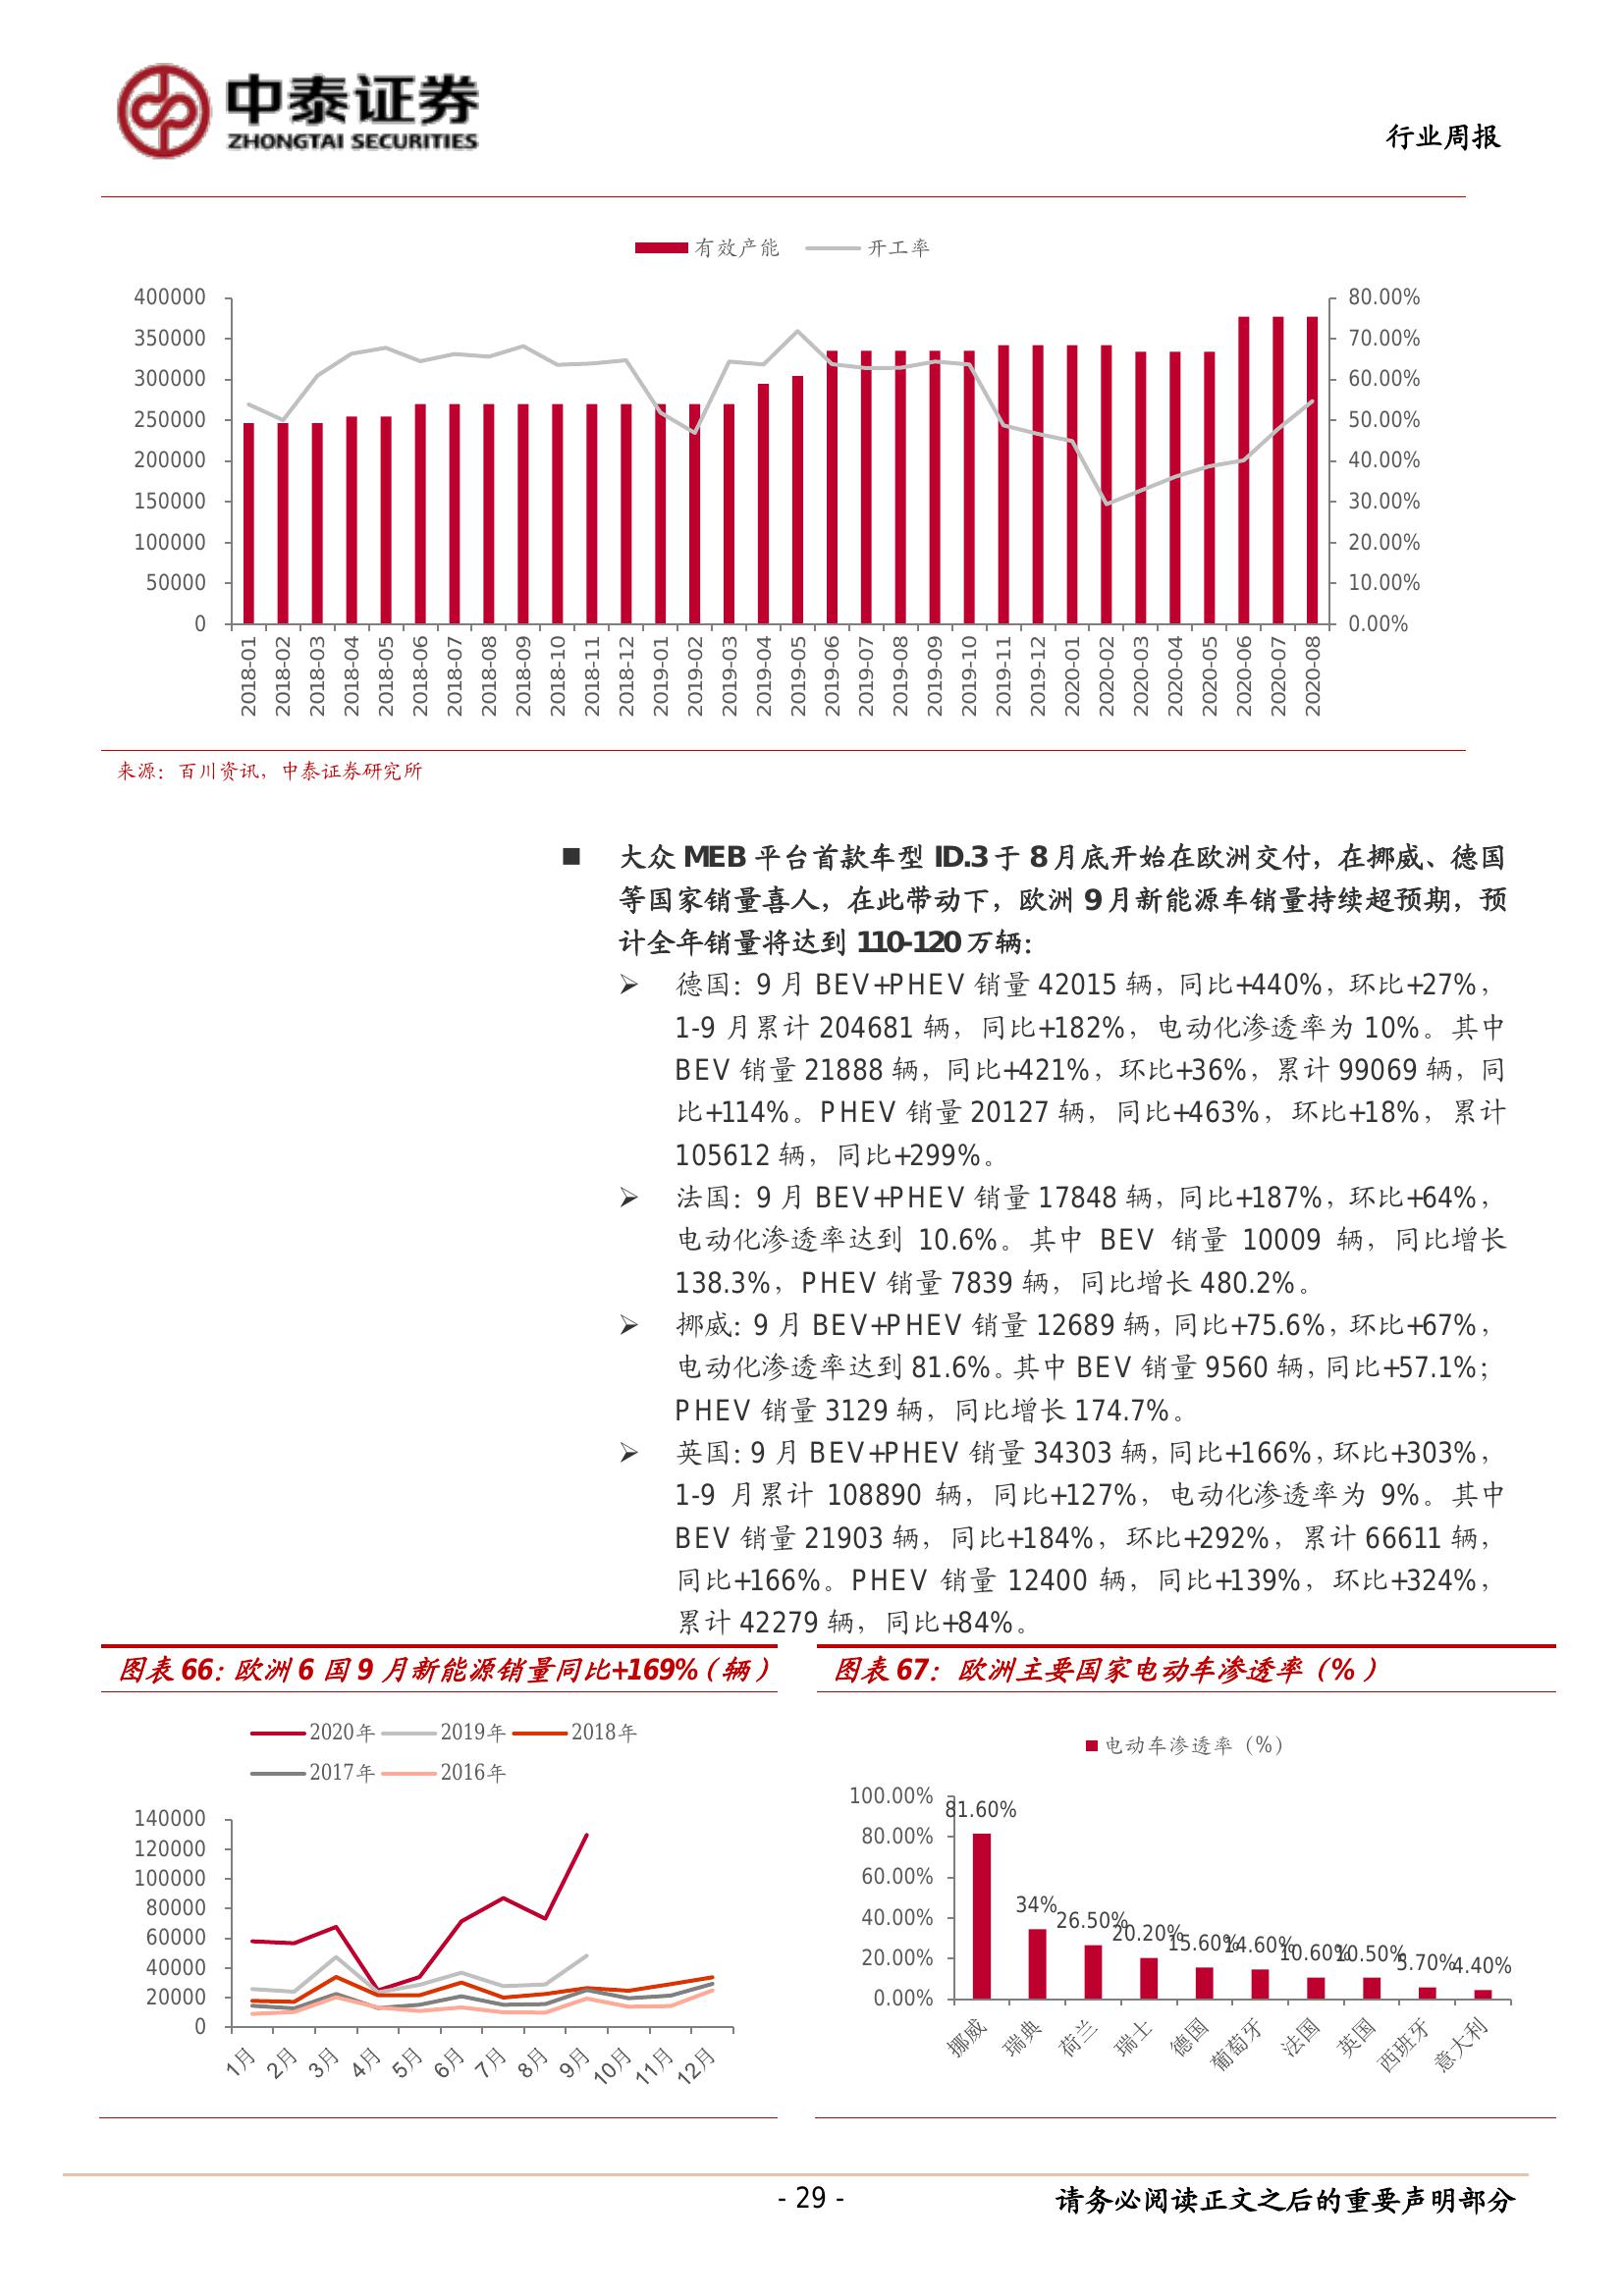 中泰证券
ZHONGTAI SECURITIES
行业周报
有效产能 开工率
400000
350000
300000
250000
200000
150000
100000
50000
0
80.00%
70.00%
60.00%
50.00%
40.00%
30.00%
20.00%
10.00%
0.00%
2018-01
2018-02
2018-03
2018-04
2018-05
2018-06
2018-07
2018-08
2018-09
2018-10
2018-11
2018-12
2019-01
2019-02
2019-03
2019-04
2019-05
2019-06
2019-07
2019-08
2019-09
2019-10
2019-11
2019-12
2020-01
2020-02
2020-03
2020-04
2020-05
2020-06
2020-07
2020-08
来源：百川资讯，中泰证券研究所
■ 大众 MEB 平台首款车型 ID.3 于 8 月底开始在欧洲交付，在挪威、德国
等国家销量喜人，在此带动下，欧洲 9 月新能源车销量持续超预期，预
计全年销量将达到 110-120 万辆：
➢ 德国：9 月 BEV+PHEV 销量 42015 辆，同比+440%，环比+27%，
1-9 月累计 204681 辆，同比+182%，电动化渗透率为 10%。其中
BEV 销量 21888 辆，同比+421%，环比+36%，累计 99069 辆，同
比+114%。PHEV 销量 20127 辆，同比+463%，环比+18%，累计
105612 辆，同比+299%。
➢ 法国：9 月 BEV+PHEV 销量 17848 辆，同比+187%，环比+64%，
电动化渗透率达到 10.6%。其中 BEV 销量 10009 辆，同比增长
138.3%，PHEV 销量 7839 辆，同比增长 480.2%。
➢ 挪威：9 月 BEV+PHEV 销量 12689 辆，同比+75.6%，环比+67%，
电动化渗透率达到 81.6%。其中 BEV 销量 9560 辆，同比+57.1%；
PHEV 销量 3129 辆，同比增长 174.7%。
➢ 英国：9 月 BEV+PHEV 销量 34303 辆，同比+166%，环比+303%，
1-9 月累计 108890 辆，同比+127%，电动化渗透率为 9%。其中
BEV 销量 21903 辆，同比+184%，环比+292%，累计 66611 辆，
同比+166%。PHEV 销量 12400 辆，同比+139%，环比+324%，
累计 42279 辆，同比+84%。
图表 66：欧洲 6 国 9 月新能源销量同比+169%（辆）
2020年 2019年 2018年
2017年 2016年
140000
120000
100000
80000
60000
40000
20000
0
1月
2月
3月
4月
5月
6月
7月
8月
9月
10月
11月
12月
图表 67：欧洲主要国家电动车渗透率（%）
电动车渗透率（%）
100.00%
80.00%
60.00%
40.00%
20.00%
0.00%
81.60%
34%
26.50%
20.20%
15.60%
14.60%
10.60%
10.50%
5.70%
4.40%
挪威
瑞典
荷兰
瑞士
德国
葡萄牙
法国
英国
西班牙
意大利
- 29 -
请务必阅读正文之后的重要声明部分